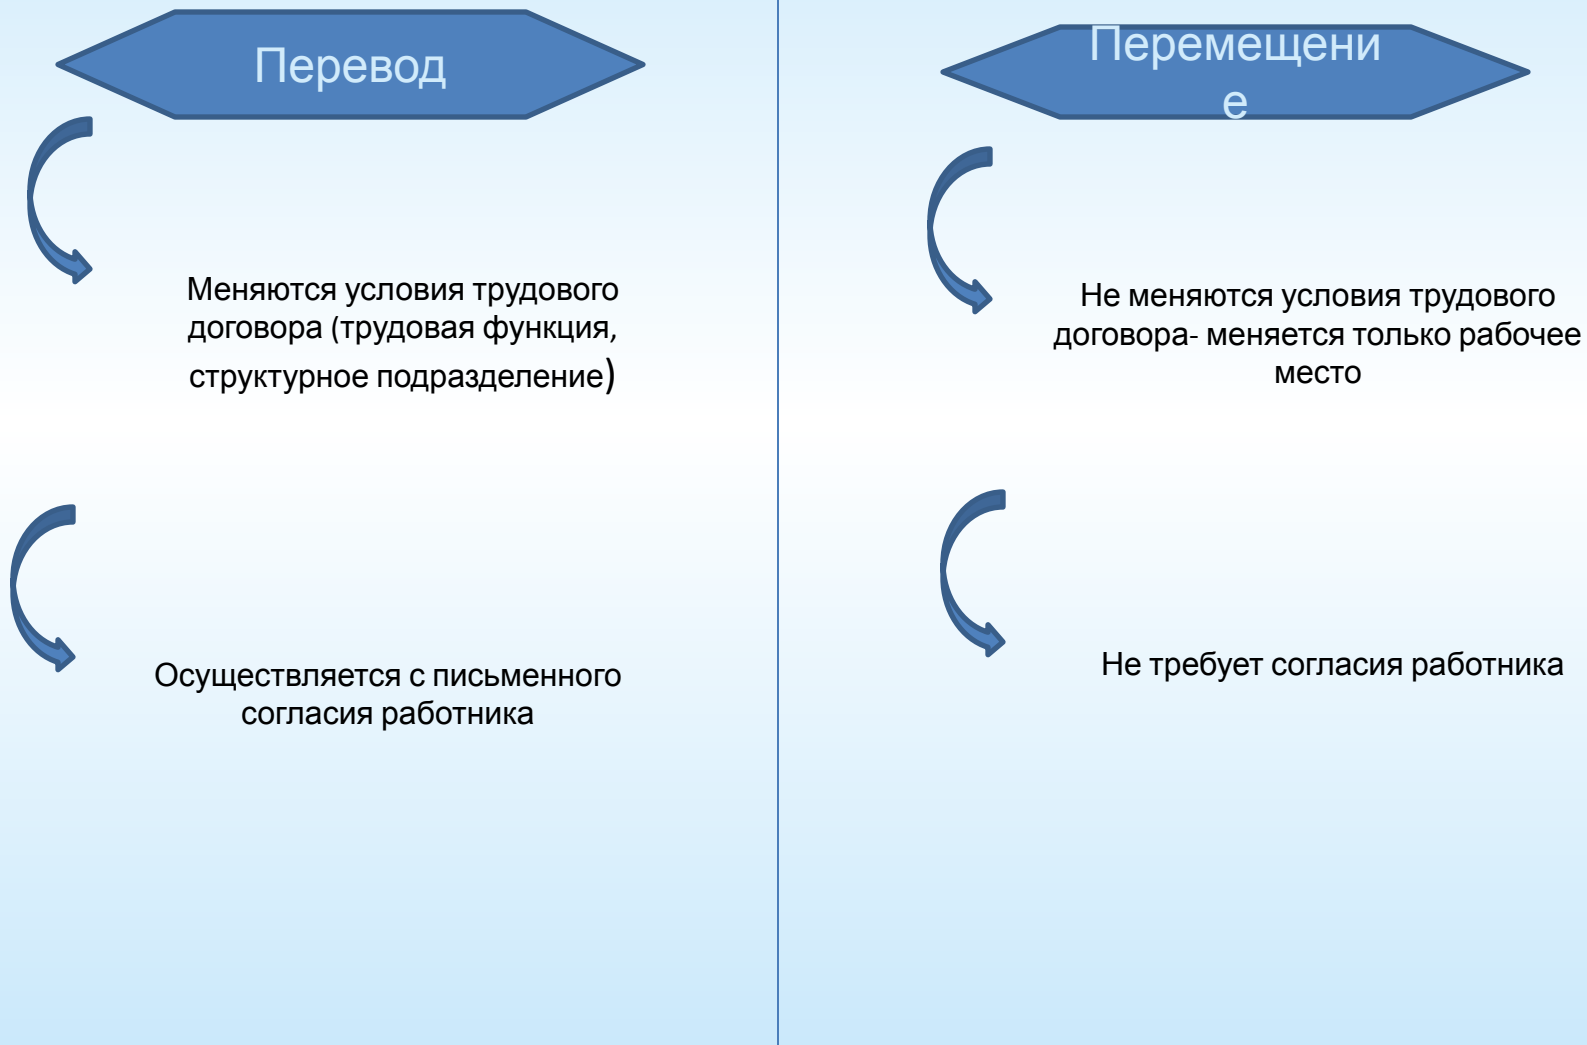 Перевод
Меняются условия трудового
договора (трудовая функция,
структурное подразделение)
Осуществляется с письменного
согласия работника
Перемещени
е
Не меняются условия трудового
договора- меняется только рабочее
место
Не требует согласия работника